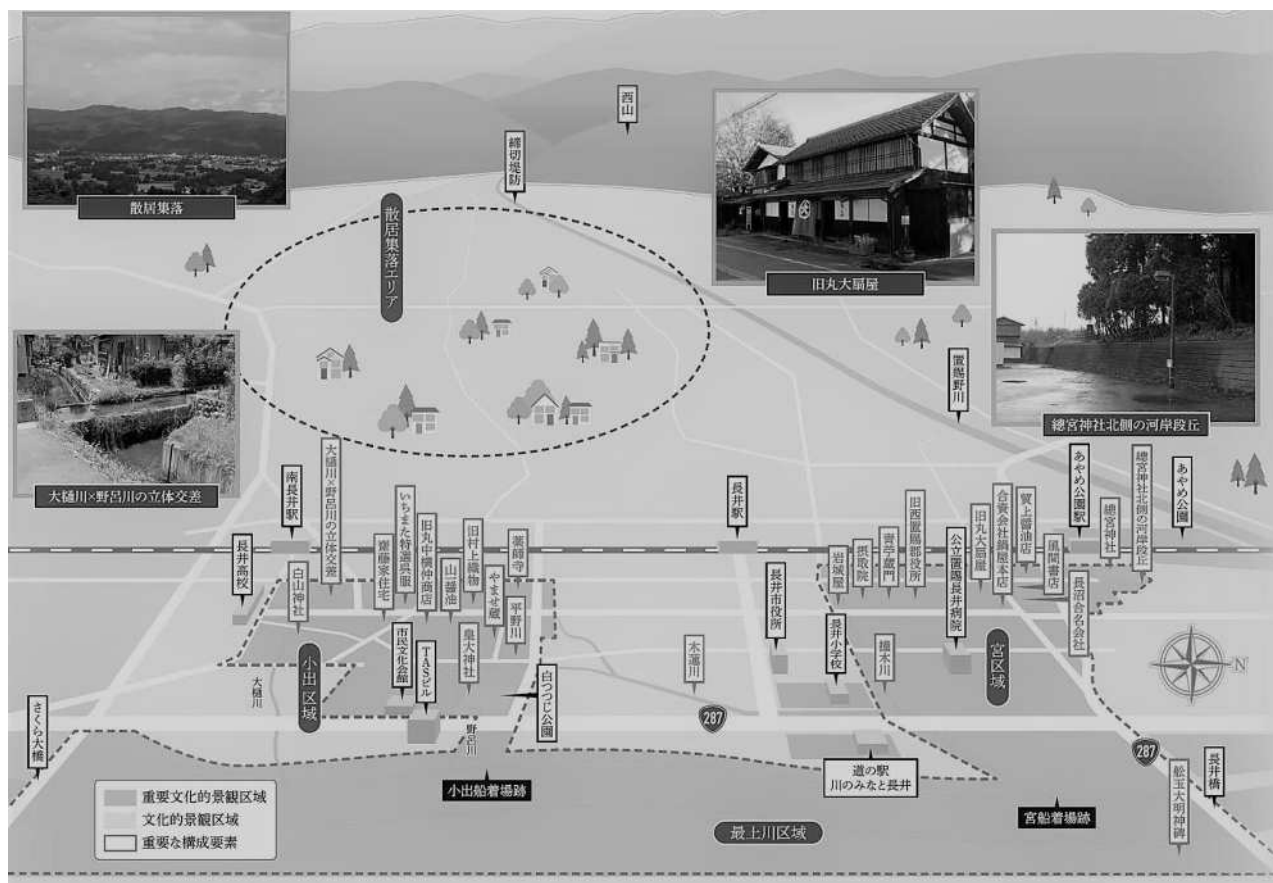 散居集落
西山
締切堤防
散居集落エリア
旧丸大扇屋
置賜野川
總宮神社北側の河岸段丘
大樋川×野呂川の立体交差
南長井駅
大樋川×野呂川の立体交差
長井高校
白山神社
齋藤家住宅
いちまた特選呉服
旧丸中横仲商店
山一醤油
旧村上織物
やませ蔵
薬師寺
平野川
長井駅
岩城屋
摂取院
齊学蔵門
旧西置賜郡役所
公立置賜長井病院
旧丸大扇屋
合資会社鍋屋本店
貿上醤油店
風間書店
あやめ公園駅
長沼合名会社
總宮神社
總宮神社北側の河岸段丘
あやめ公園
小出区域
市民文化会館
TASビル
皇大神社
白つつじ公園
木蓮川
長井市役所
長井小学校
撞木川
宮区域
N
大樋川
野呂川
さくら大橋
287
287
長井橋
舩玉大明神碑
小出船着場跡
道の駅
川のみなと長井
宮船着場跡
最上川区域
重要文化的景観区域
文化的景観区域
重要な構成要素